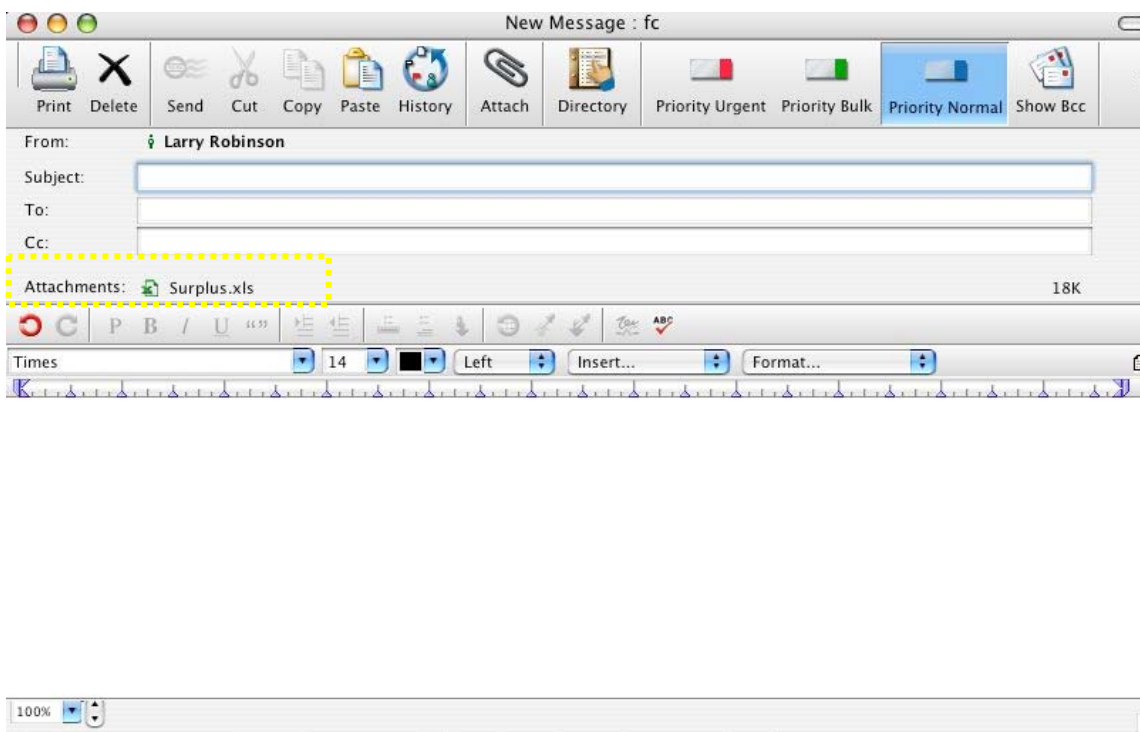 New Message : fc
Print Delete Send Cut Copy Paste History Attach Directory Priority Urgent Priority Bulk Priority Normal Show Bcc
From: Larry Robinson
Subject:
To:
Cc:
Attachments: Surplus.xls 18K
P B I U “” ABC
Times 14 Left Insert... Format...
100%